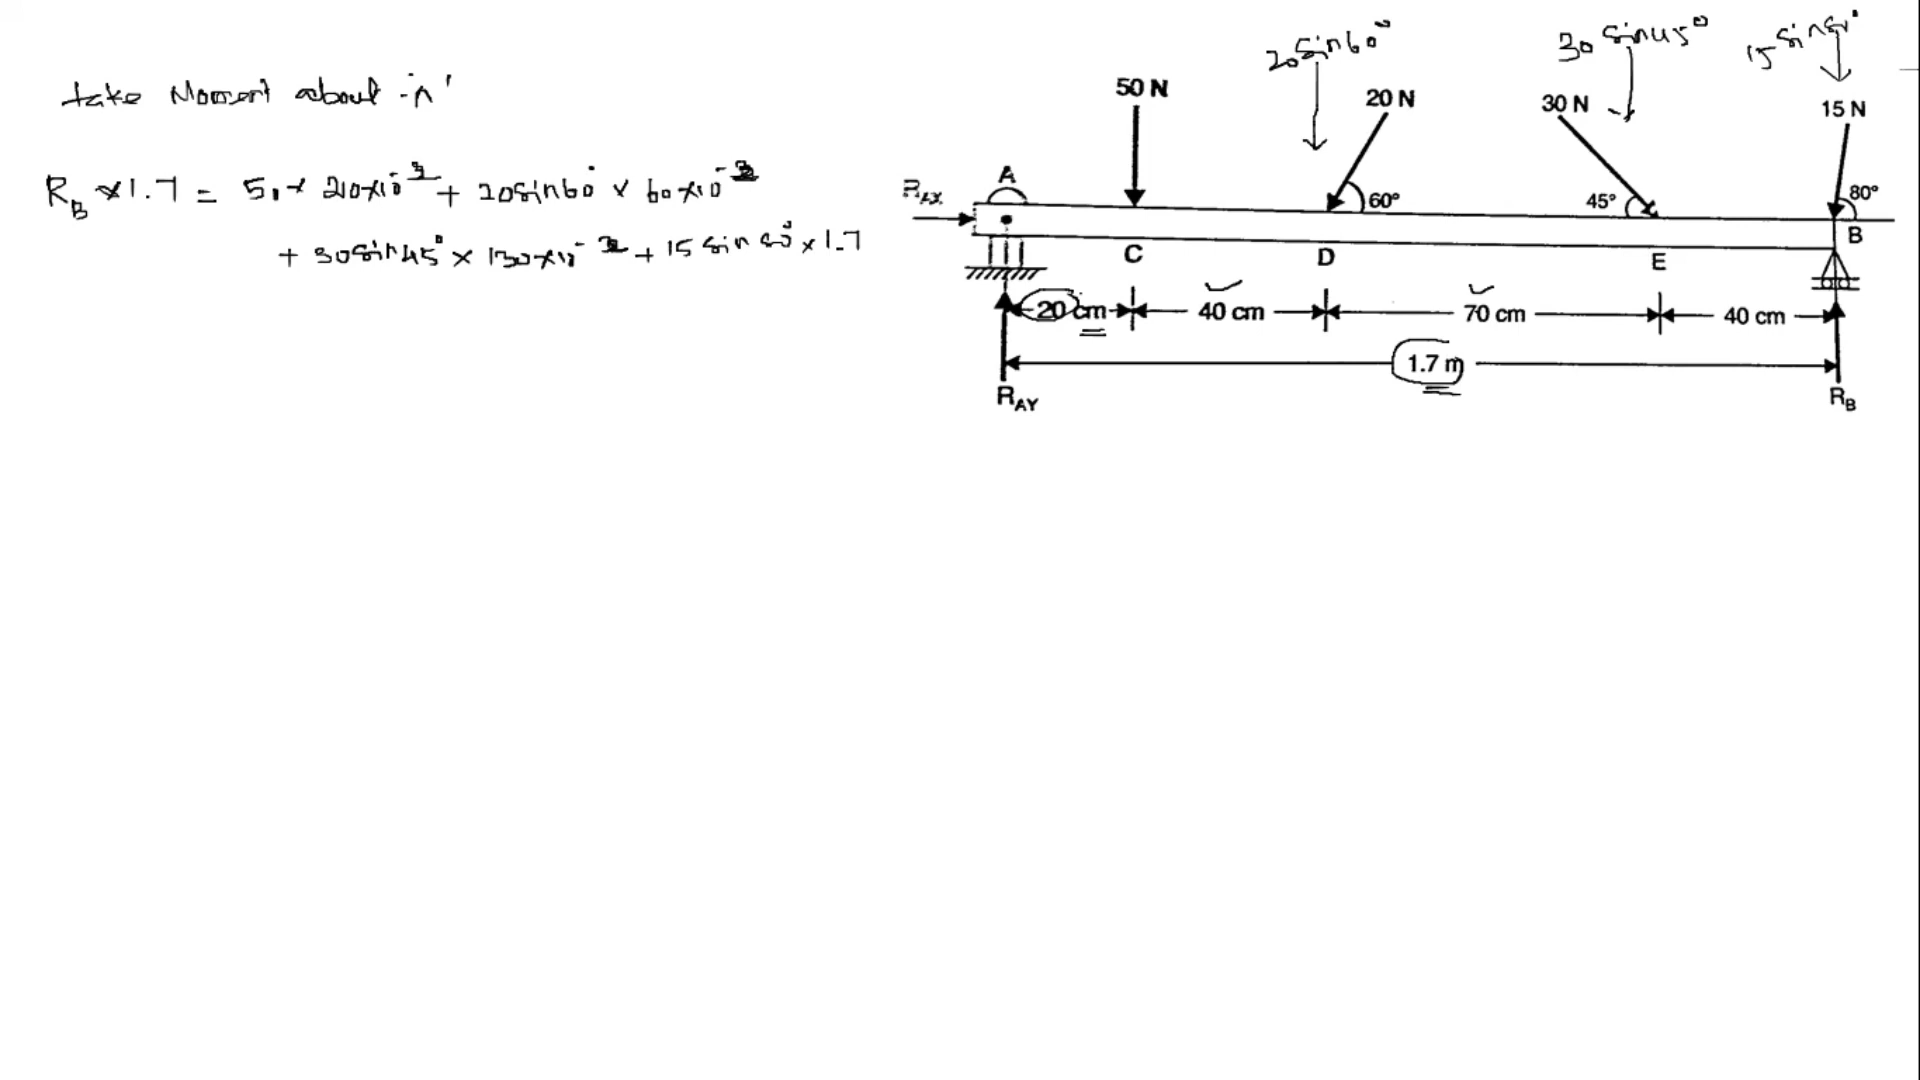 take Moment about 'A'
R_B × 1.7 = 50 × 20×10⁻² + 20sin60° × 60×10⁻²
+ 30sin45° × 130×10⁻² + 15 sin 80° × 1.7
20sin60°
30 sin45°
15 sin80°
50 N
20 N
30 N
15 N
R_AX
A
60°
45°
80°
C
D
E
B
20 cm
40 cm
70 cm
40 cm
1.7 m
R_AY
R_B